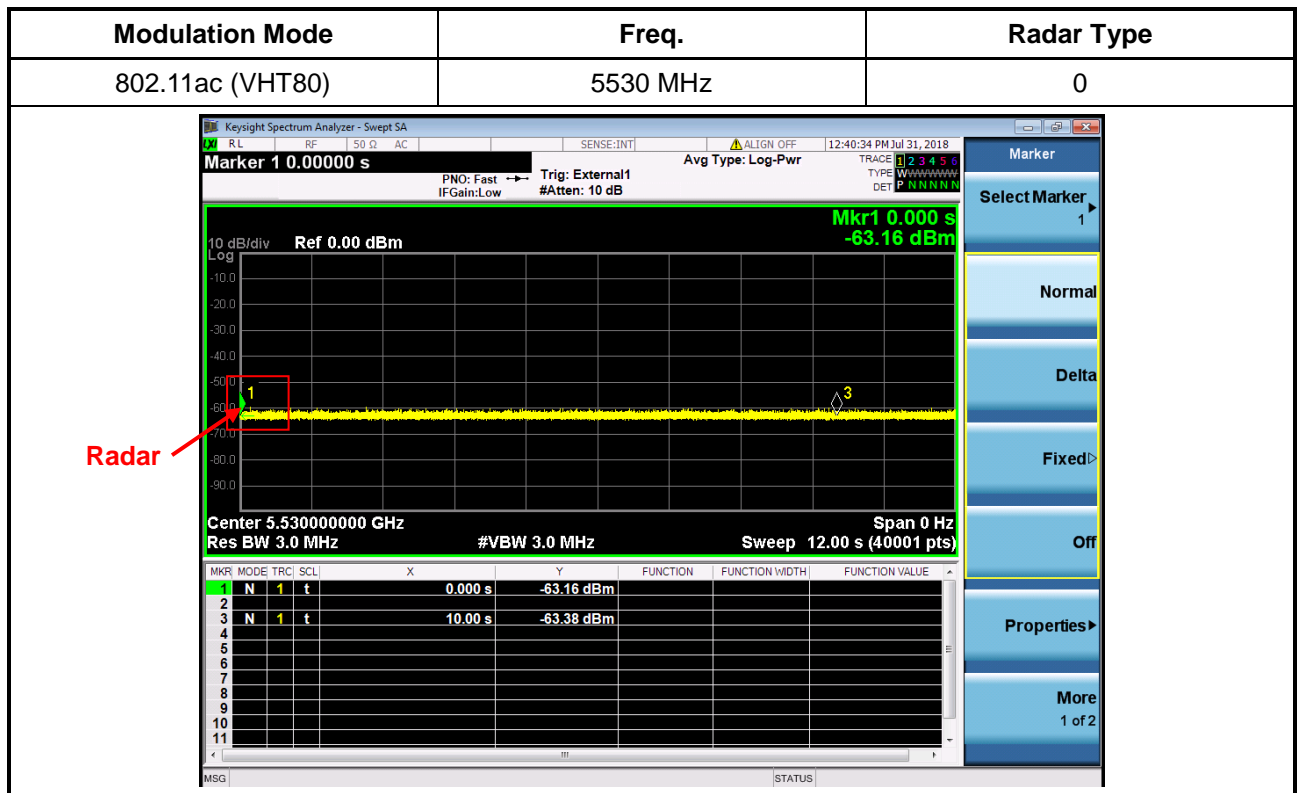 Modulation Mode Freq. Radar Type
802.11ac (VHT80) 5530 MHz 0
Keysight Spectrum Analyzer - Swept SA
LXI RL RF 50 Ω AC SENSE:INT ALIGN OFF 12:40:34 PM Jul 31, 2018
Marker 1 0.00000 s
PNO: Fast
IFGain:Low
Trig: External1
#Atten: 10 dB
Avg Type: Log-Pwr
TRACE 1 2 3 4 5 6
TYPE WWWWWW
DET P N N N N N
Mkr1 0.000 s
-63.16 dBm
10 dB/div Ref 0.00 dBm
Log
-10.0
-20.0
-30.0
-40.0
-50.0
-60.0
-70.0
-80.0
-90.0
1
3
Radar
Center 5.530000000 GHz Span 0 Hz
Res BW 3.0 MHz #VBW 3.0 MHz Sweep 12.00 s (40001 pts)
MKR MODE TRC SCL X Y FUNCTION FUNCTION WIDTH FUNCTION VALUE
1 N 1 t 0.000 s -63.16 dBm
2
3 N 1 t 10.00 s -63.38 dBm
4
5
6
7
8
9
10
11
MSG STATUS
Marker
Select Marker
1
Normal
Delta
Fixed
Off
Properties
More
1 of 2